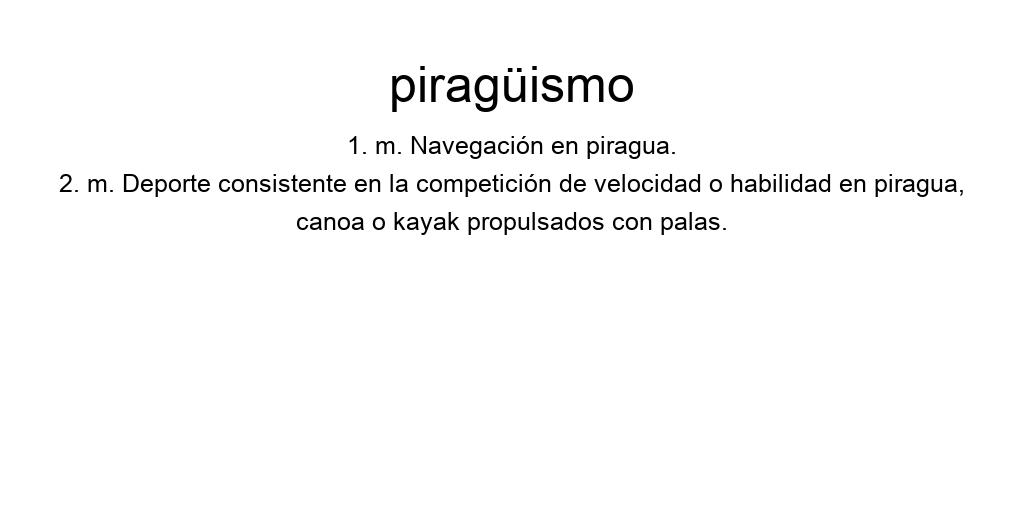 piragüismo
1. m. Navegación en piragua.
2. m. Deporte consistente en la competición de velocidad o habilidad en piragua,
canoa o kayak propulsados con palas.